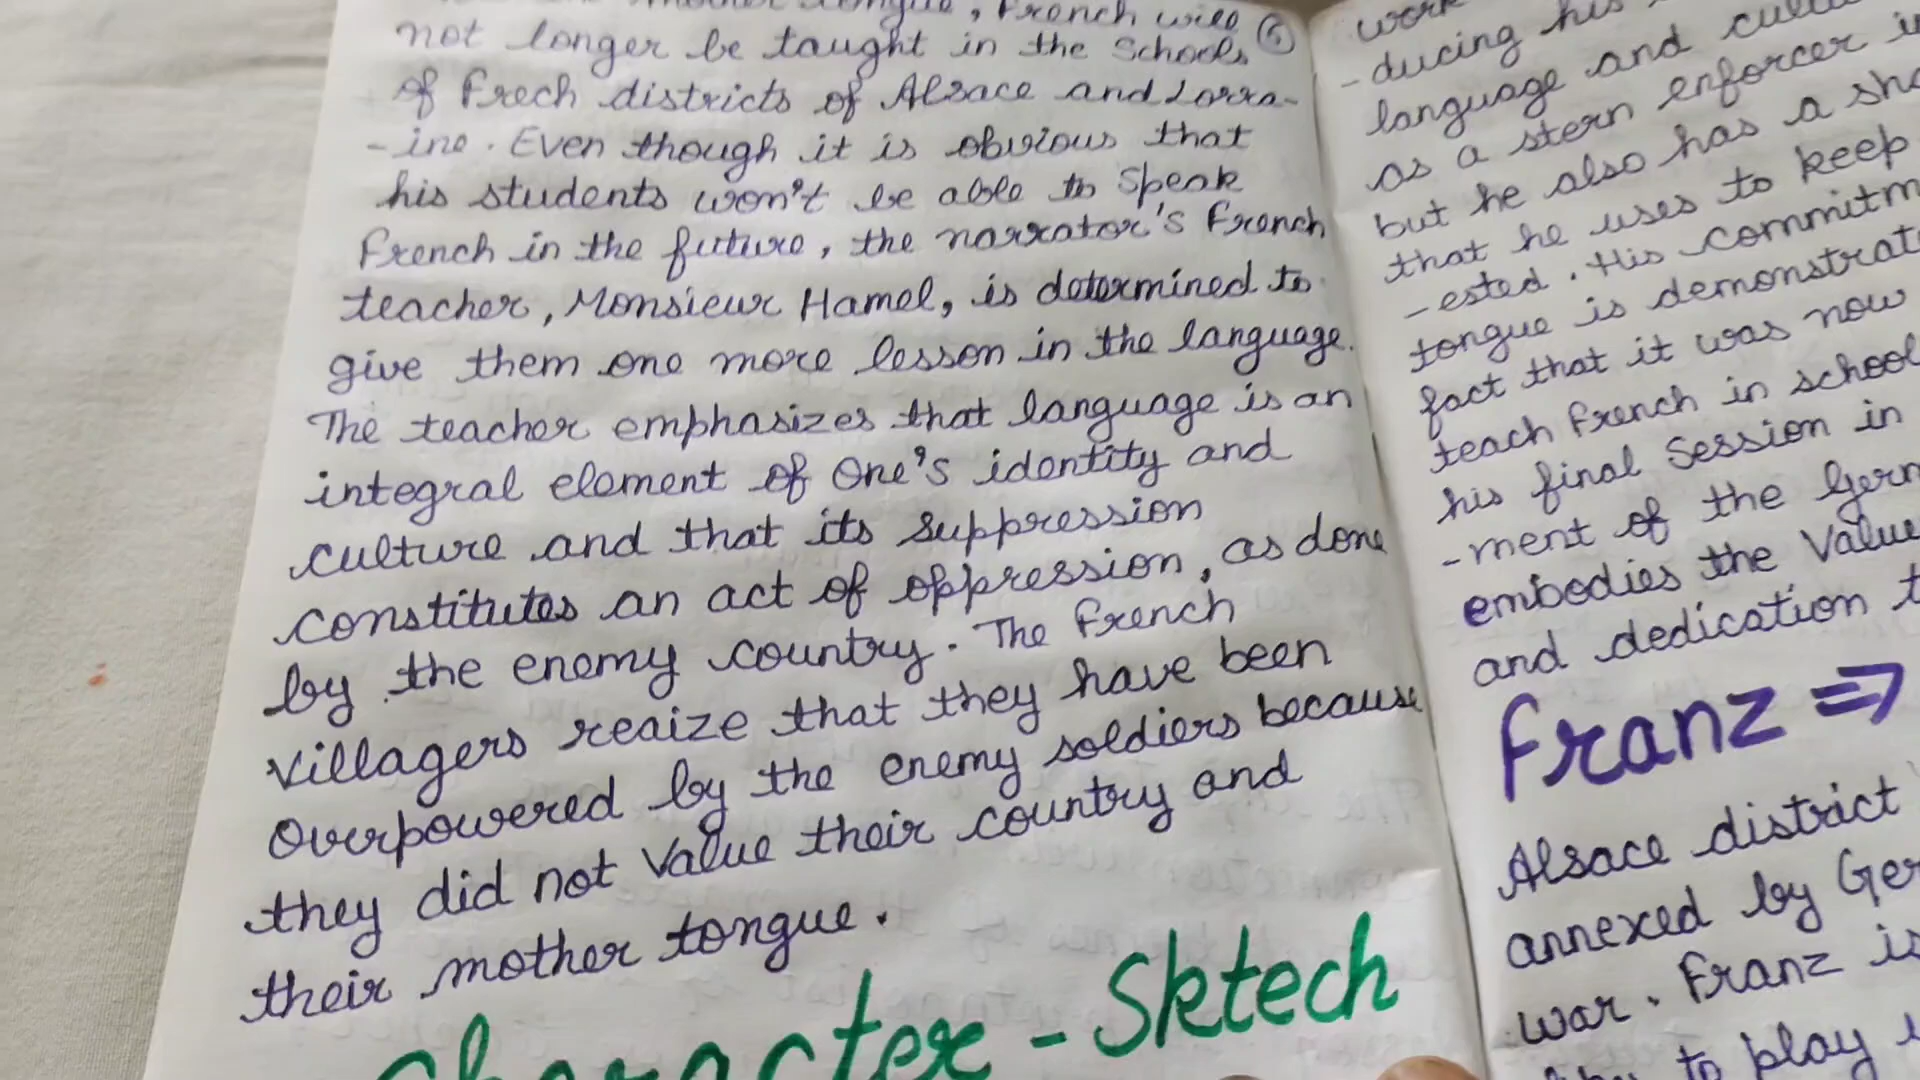 mother tongue, French will
not longer be taught in the Schools
6
of Frech districts of Alsace and Lorra-
-ine. Even though it is obvious that
his students won't be able to Speak
French in the future, the narrator's French
teacher, Monsieur Hamel, is determined to
give them one more lesson in the language.
The teacher emphasizes that language is an
integral element of One's identity and
culture and that its suppression
constitutes an act of oppression, as done
by the enemy country. The French
Villagers reaize that they have been
Overpowered by the enemy soldiers because
they did not Value their country and
their mother tongue.
Character - Sktech
work
-ducing his
language and
as a stern enforcer
but he also has a
that he uses to keep
-ested. His
tongue is
fact that it was now
teach French in school
his final Session in
-ment of the
embodies the Value
and dedication
Franz ⇒
Alsace district
annexed by
war. Franz is
to play